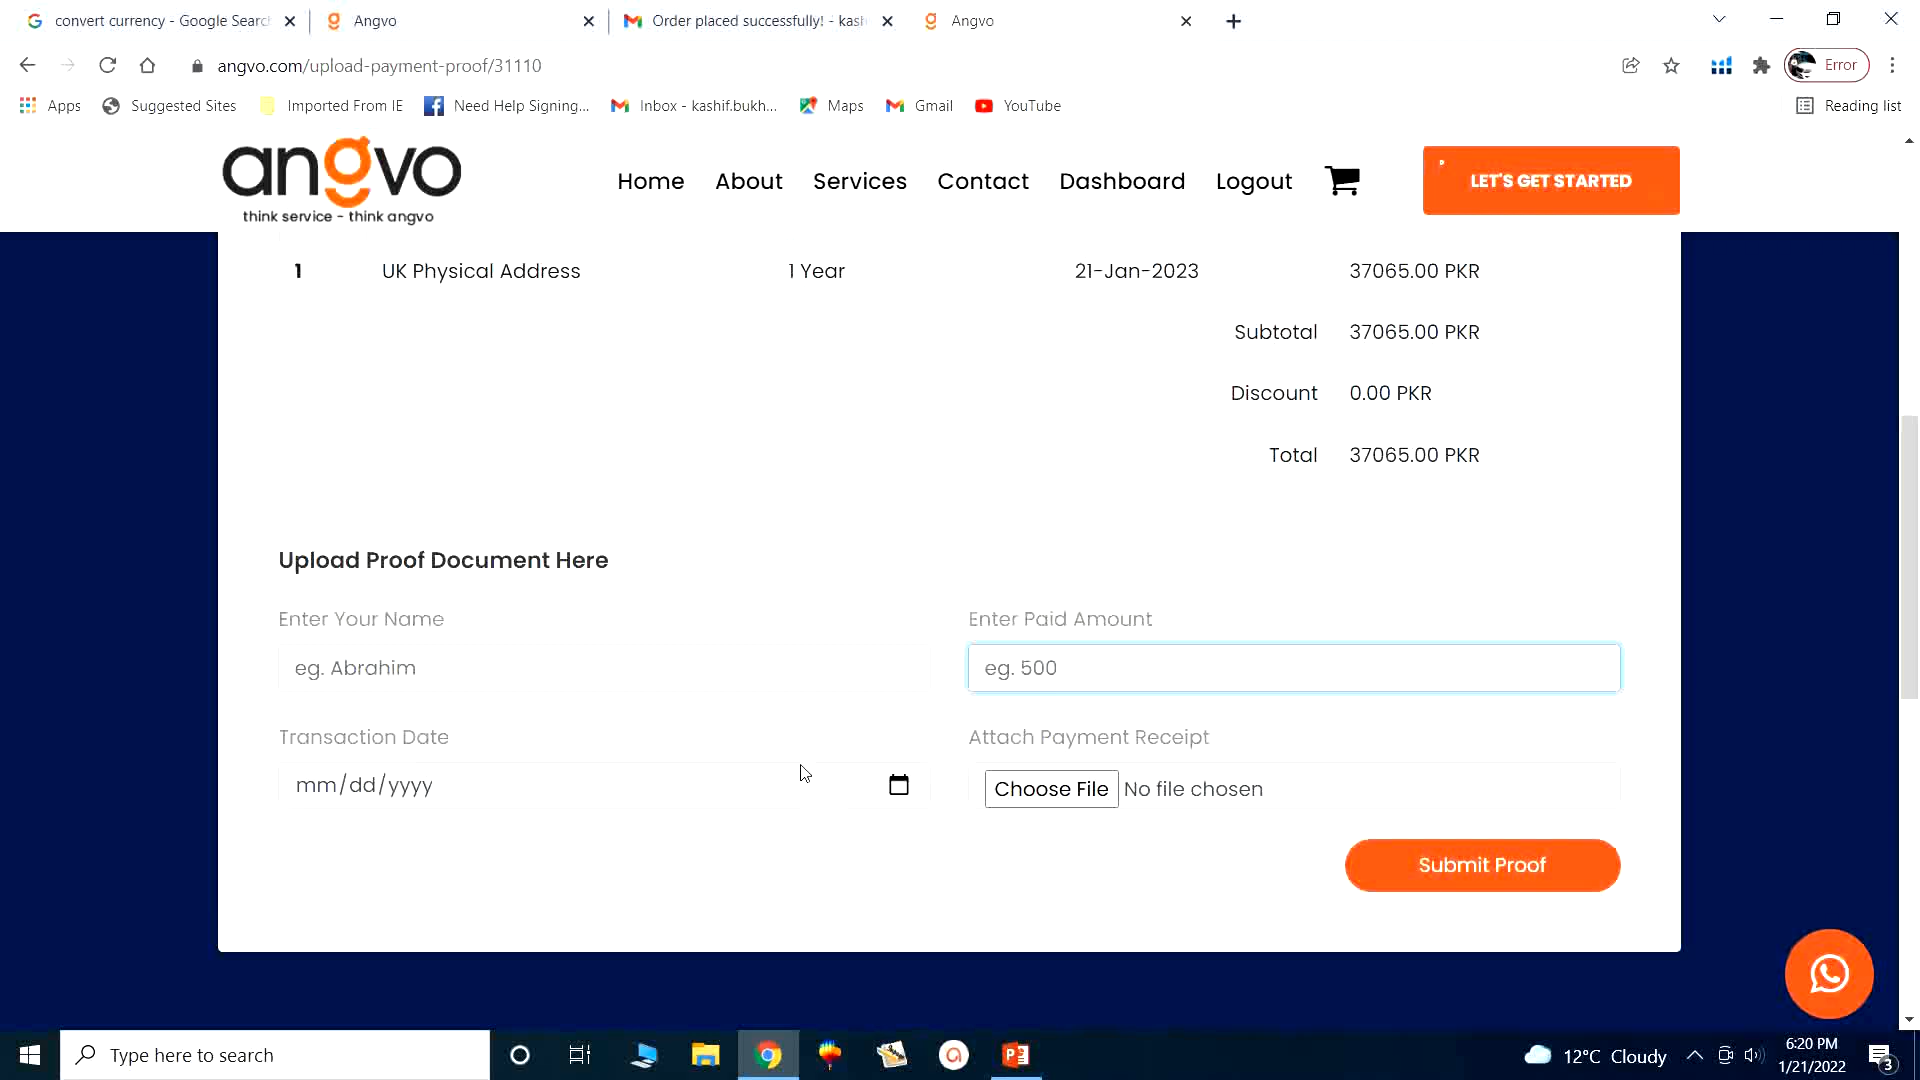 convert currency - Google Searc
Angvo
Order placed successfully! - kas
Angvo
angvo.com/upload-payment-proof/31110
Error
Apps
Suggested Sites
Imported From IE
Need Help Signing...
Inbox - kashif.bukh...
Maps
Gmail
YouTube
Reading list
angvo
think service - think angvo
Home
About
Services
Contact
Dashboard
Logout
LET'S GET STARTED
1 UK Physical Address 1 Year 21-Jan-2023 37065.00 PKR
Subtotal 37065.00 PKR
Discount 0.00 PKR
Total 37065.00 PKR
Upload Proof Document Here
Enter Your Name
Enter Paid Amount
eg. Abrahim
eg. 500
Transaction Date
Attach Payment Receipt
mm/dd/yyyy
Choose File No file chosen
Submit Proof
Type here to search
12°C Cloudy
6:20 PM
1/21/2022
3